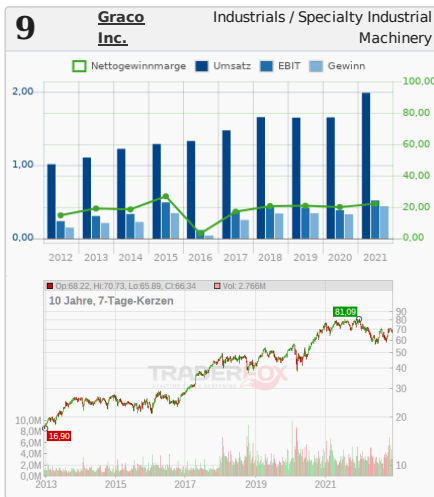 9
Graco Inc.
Industrials / Specialty Industrial Machinery
Nettogewinnmarge Umsatz EBIT Gewinn
2,00
1,00
0,00
100,00
80,00
60,00
40,00
20,00
0,00
2012 2013 2014 2015 2016 2017 2018 2019 2020 2021
Op:68.22, Hi:70.73, Lo:65.89, Cl:66.34 Vol: 2.766M
10 Jahre, 7-Tage-Kerzen
81,09
90
80
70
60
50
40
30
20
10
TRADERFOX
16,90
10,0M
8,0M
6,0M
4,0M
2,0M
0,0M
2013 2015 2017 2019 2021